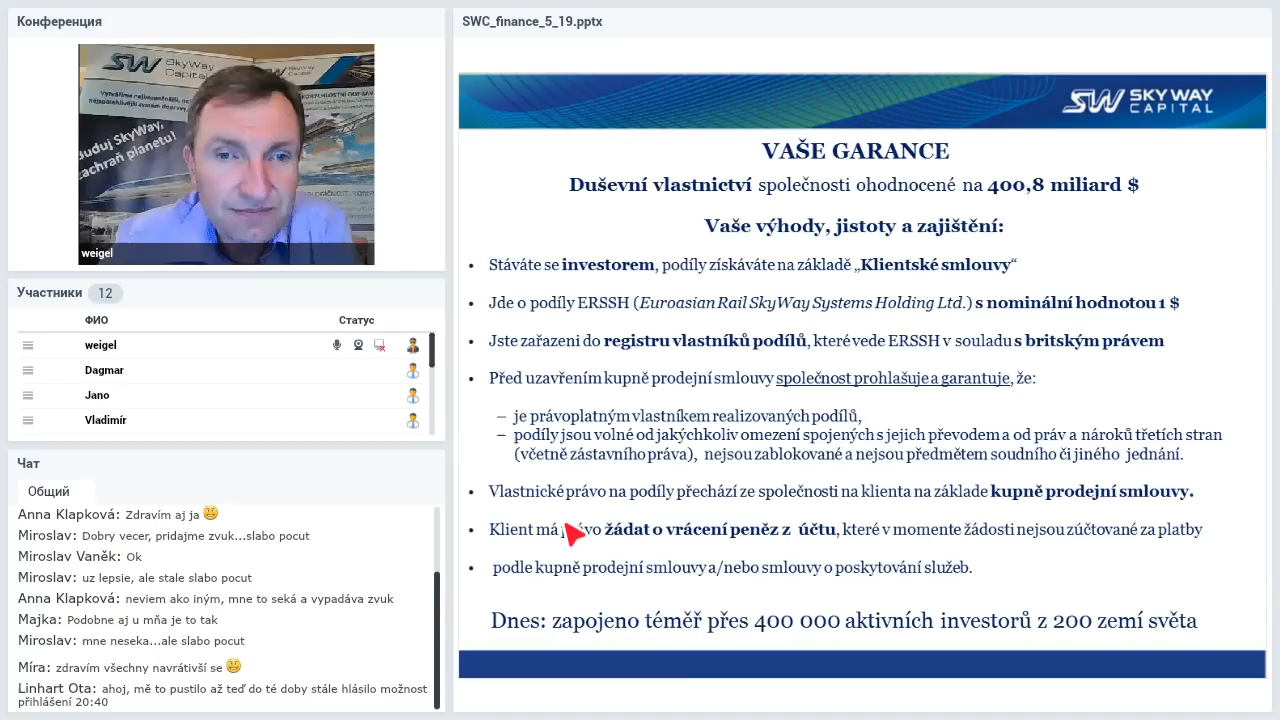 Конференция
SKYWAY
CAPITAL
Buduj SkyWay,
zachraň planetu!
weigel
Участники 12
ФИО Статус
weigel
Dagmar
Jano
Vladimír
Чат
Общий
Anna Klapková: Zdravím aj ja
Miroslav: Dobry vecer, pridajme zvuk...slabo pocut
Miroslav Vaněk: Ok
Miroslav: uz lepsie, ale stale slabo pocut
Anna Klapková: neviem ako iným, mne to seká a vypadáva zvuk
Majka: Podobne aj u mňa je to tak
Miroslav: mne neseka...ale slabo pocut
Míra: zdravím všechny navrátivší se
Linhart Ota: ahoj, mě to pustilo až teď do té doby stále hlásilo možnost
přihlášení 20:40
SWC_finance_5_19.pptx
SW SKY WAY
CAPITAL
VAŠE GARANCE
Duševní vlastnictví společnosti ohodnocené na 400,8 miliard $
Vaše výhody, jistoty a zajištění:
• Stáváte se investorem, podíly získáváte na základě „Klientské smlouvy“
• Jde o podíly ERSSH (Euroasian Rail SkyWay Systems Holding Ltd.) s nominální hodnotou 1 $
• Jste zařazeni do registru vlastníků podílů, které vede ERSSH v souladu s britským právem
• Před uzavřením kupně prodejní smlouvy společnost prohlašuje a garantuje, že:
– je právoplatným vlastníkem realizovaných podílů,
– podíly jsou volné od jakýchkoliv omezení spojených s jejich převodem a od práv a nároků třetích stran
(včetně zástavního práva), nejsou zablokované a nejsou předmětem soudního či jiného jednání.
• Vlastnické právo na podíly přechází ze společnosti na klienta na základe kupně prodejní smlouvy.
• Klient má právo žádat o vrácení peněz z účtu, které v momente žádosti nejsou zúčtované za platby
• podle kupně prodejní smlouvy a/nebo smlouvy o poskytování služeb.
Dnes: zapojeno téměř přes 400 000 aktivních investorů z 200 zemí světa